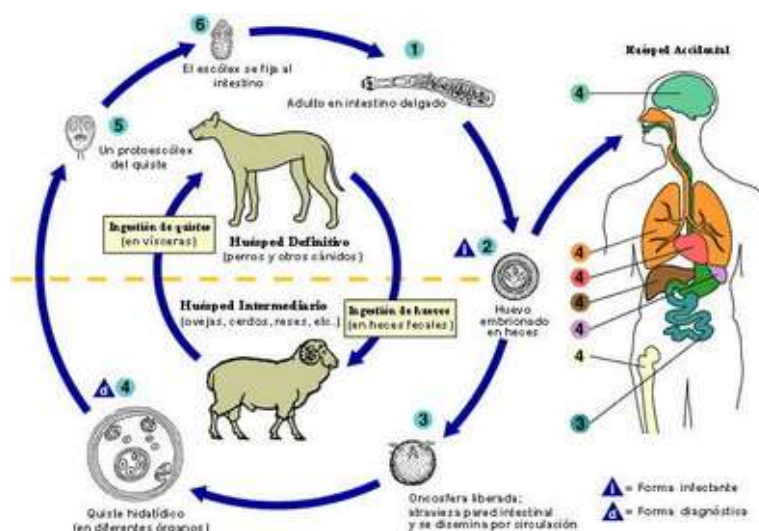 6
El escólex se fija al
intestino
1
Adulto en intestino delgado
Huésped Accidental
4
5
Un protoescólex
del quiste
Ingestión de quistes
(en vísceras)
Huésped Definitivo
(perros y otros cánidos)
i
2
Huevo
embrionado
en heces
Huésped Intermediario
(ovejas, cerdos, reses, etc.)
Ingestión de huevos
(en heces fecales)
4
4
4
4
4
3
d
4
Quiste hidatídico
(en diferentes órganos)
3
Oncosfera liberada;
atravieza pared intestinal
y se disemina por circulación
i = Forma infectante
d = Forma diagnóstica